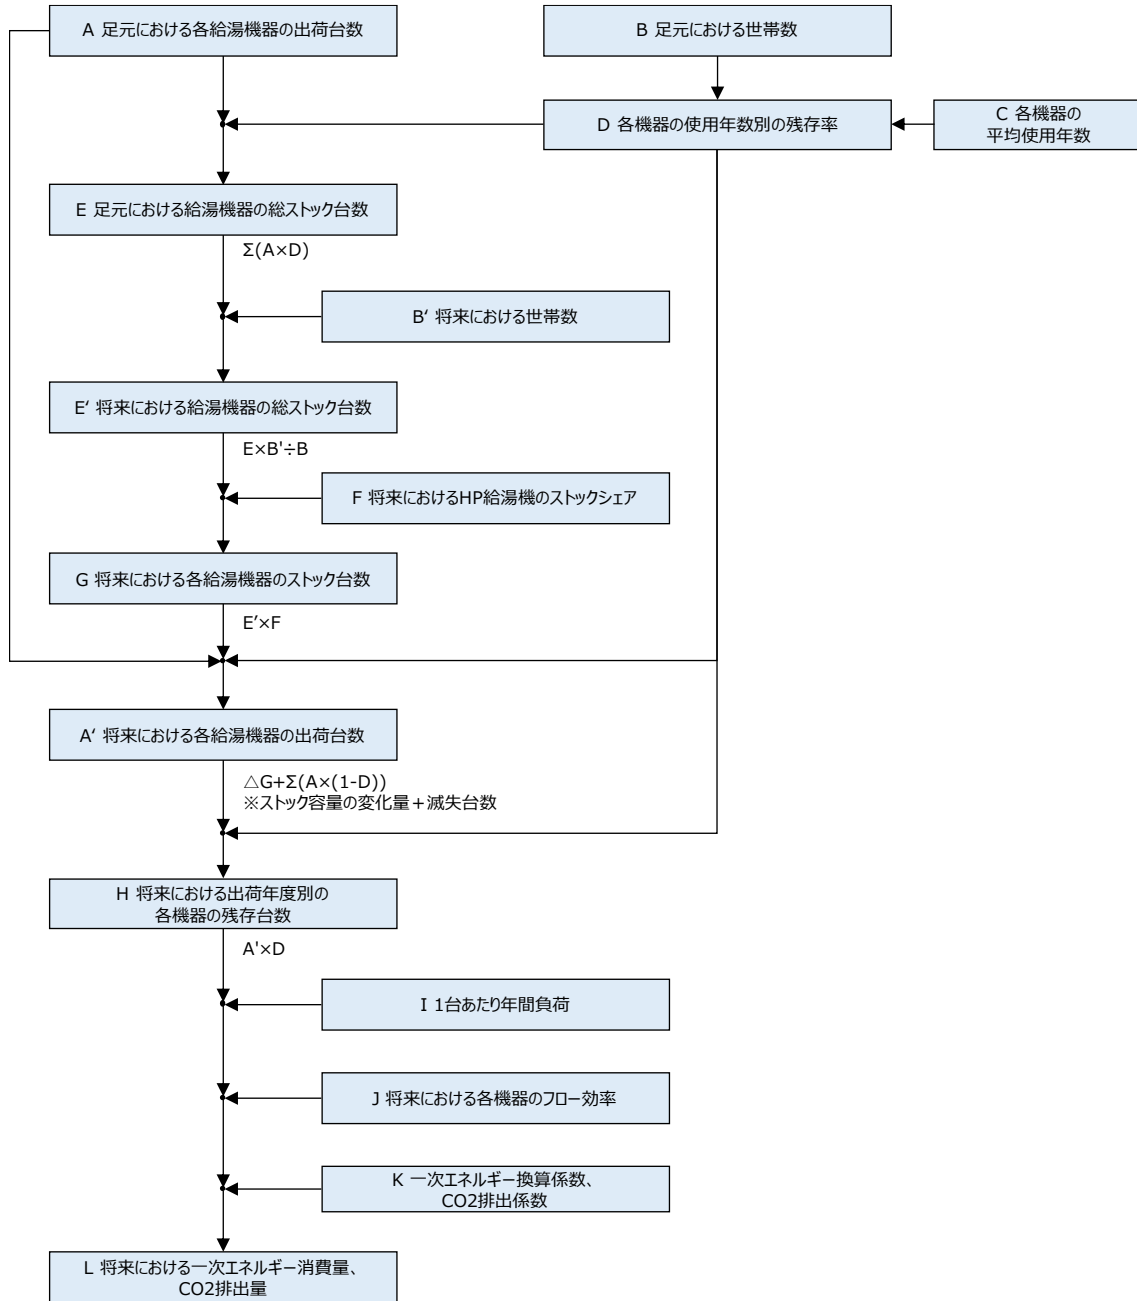 A 足元における各給湯機器の出荷台数
B 足元における世帯数
D 各機器の使用年数別の残存率
C 各機器の
平均使用年数
E 足元における給湯機器の総ストック台数
Σ(A×D)
B‘ 将来における世帯数
E‘ 将来における給湯機器の総ストック台数
E×B'÷B
F 将来におけるHP給湯機のストックシェア
G 将来における各給湯機器のストック台数
E’×F
A‘ 将来における各給湯機器の出荷台数
△G+Σ(A×(1-D))
※ストック容量の変化量＋滅失台数
H 将来における出荷年度別の
各機器の残存台数
A'×D
I 1台あたり年間負荷
J 将来における各機器のフロー効率
K 一次エネルギー換算係数、
CO2排出係数
L 将来における一次エネルギー消費量、
CO2排出量